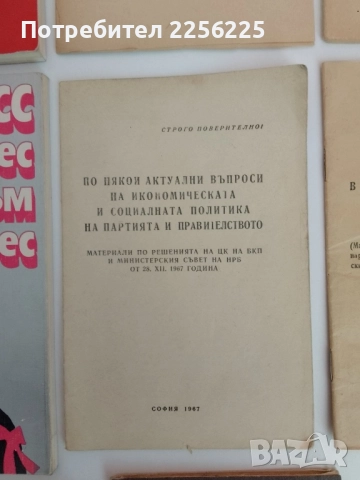 Потребител 2256225
СТРОГО ПОВЕРИТЕЛНО!
ПО НЯКОИ АКТУАЛНИ ВЪПРОСИ
НА ИКОНОМИЧЕСКАТА
И СОЦИАЛНАТА ПОЛИТИКА
НА ПАРТИЯТА И ПРАВИТЕЛСТВОТО
МАТЕРИАЛИ ПО РЕШЕНИЯТА НА ЦК НА БКП
И МИНИСТЕРСКИЯ СЪВЕТ НА НРБ
ОТ 28. XII. 1967 ГОДИНА
СОФИЯ 1967
BAZAR